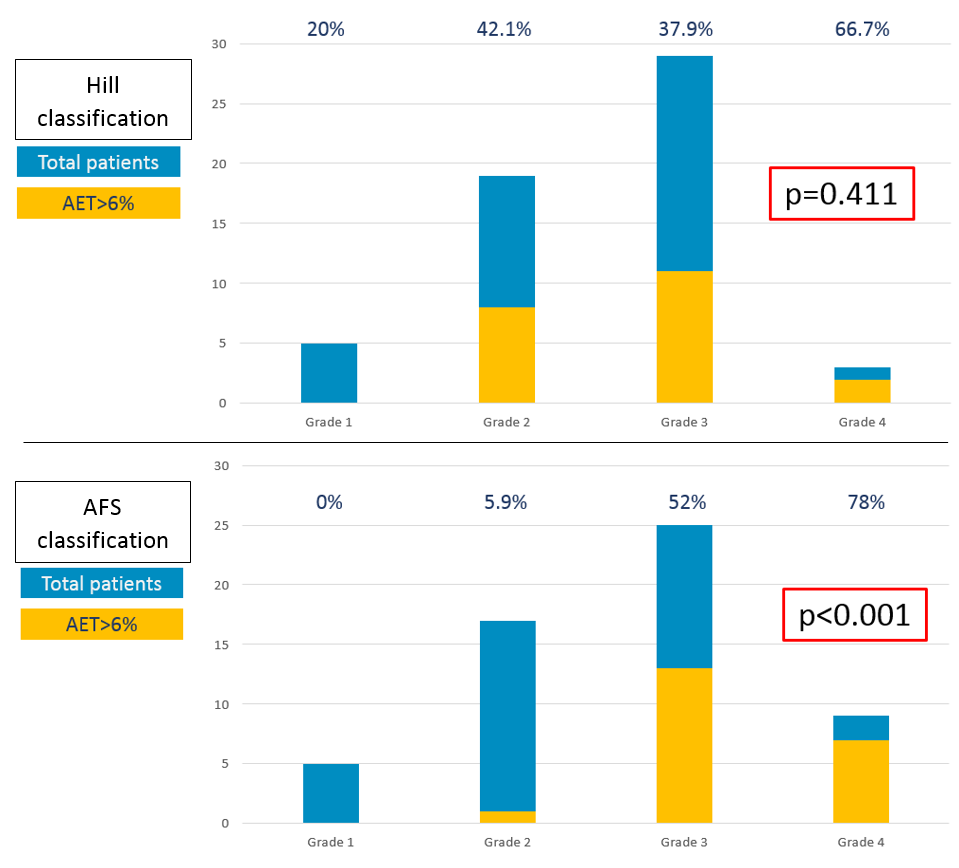 20% 42.1% 37.9% 66.7%
Hill
classification
Total patients
AET>6%
30
25
20
15
10
5
0
p=0.411
Grade 1 Grade 2 Grade 3 Grade 4
AFS
classification
Total patients
AET>6%
30
25
20
15
10
5
0
0% 5.9% 52% 78%
p<0.001
Grade 1 Grade 2 Grade 3 Grade 4